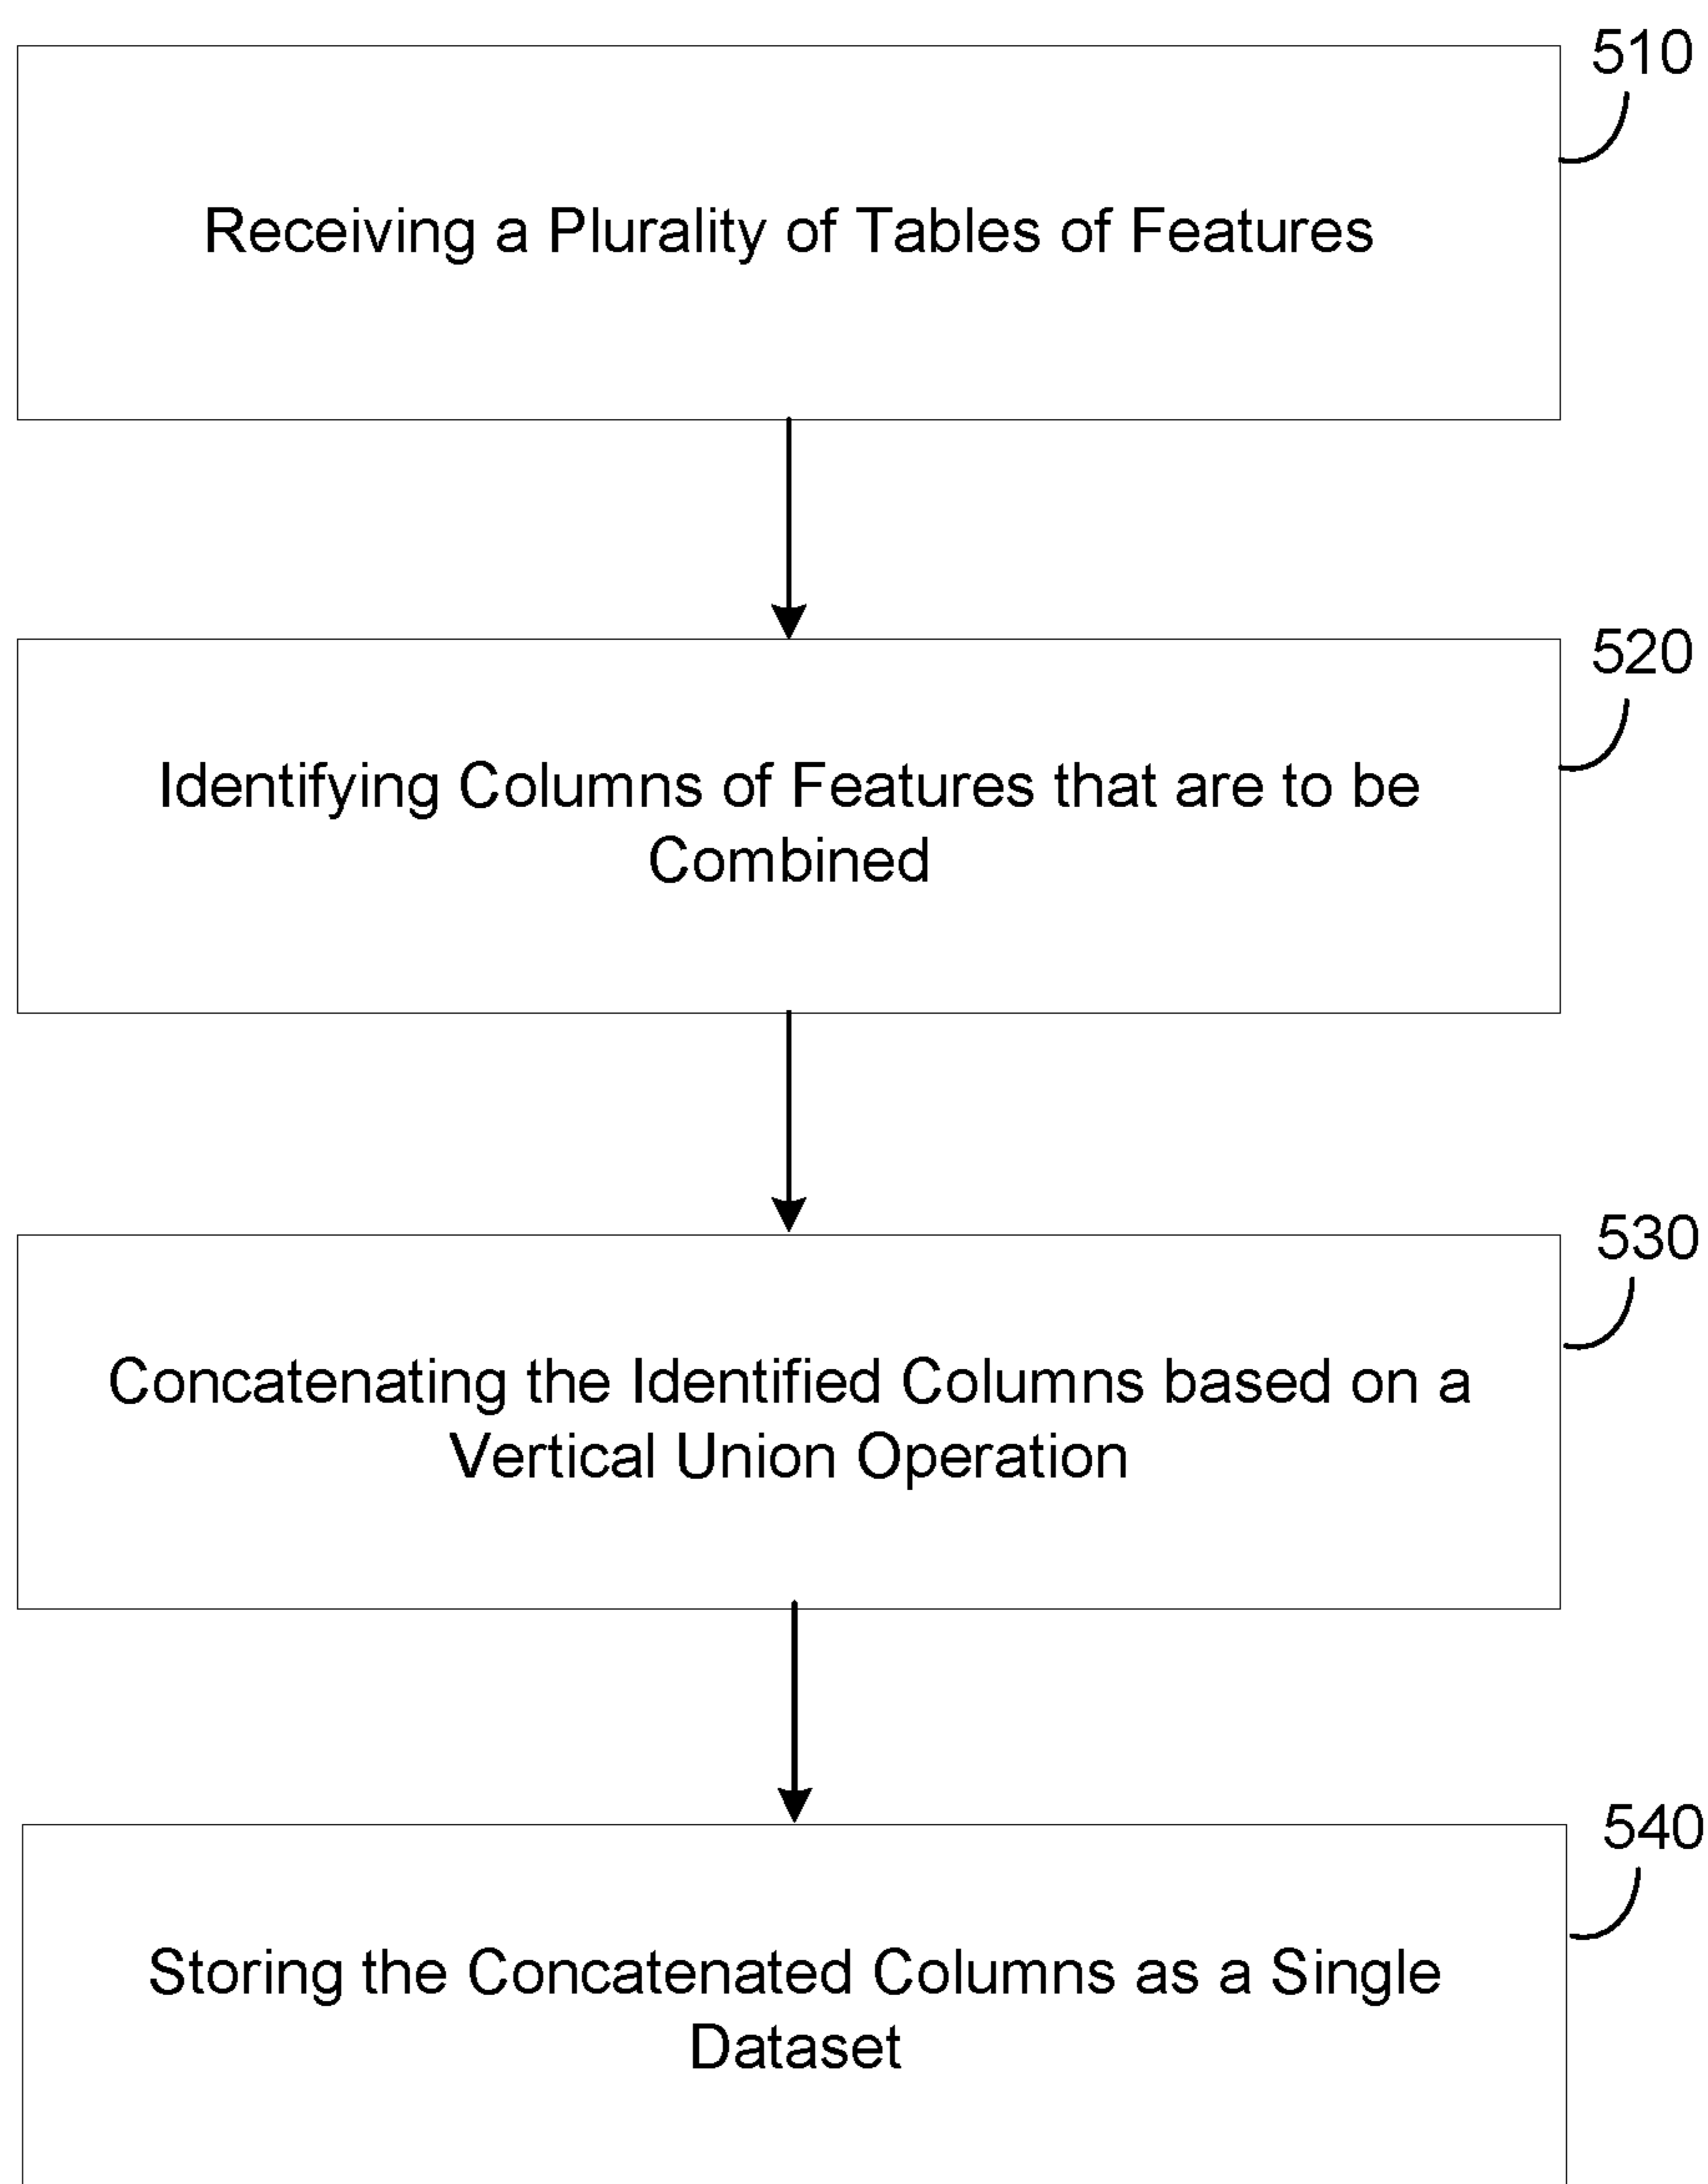 510
Receiving a Plurality of Tables of Features
520
Identifying Columns of Features that are to be
Combined
530
Concatenating the Identified Columns based on a
Vertical Union Operation
540
Storing the Concatenated Columns as a Single
Dataset